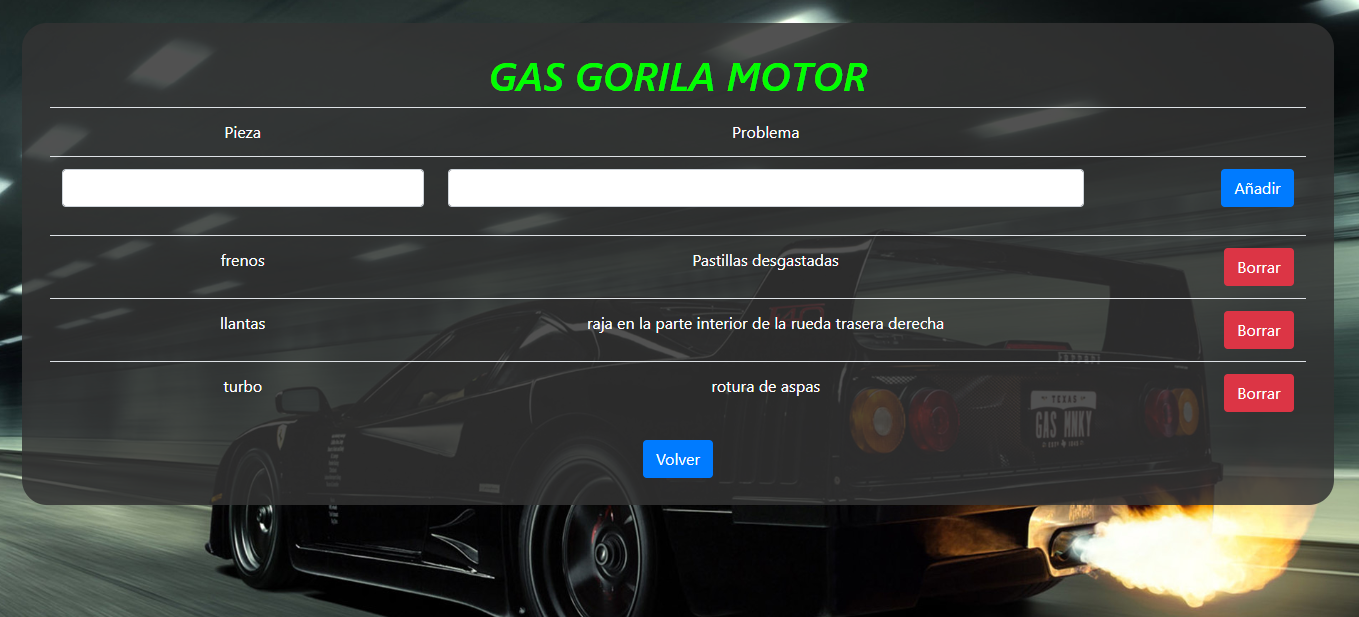 GAS GORILA MOTOR
Pieza Problema
Añadir
frenos Pastillas desgastadas Borrar
llantas raja en la parte interior de la rueda trasera derecha Borrar
turbo rotura de aspas Borrar
TEXAS
GAS MNKY
Volver